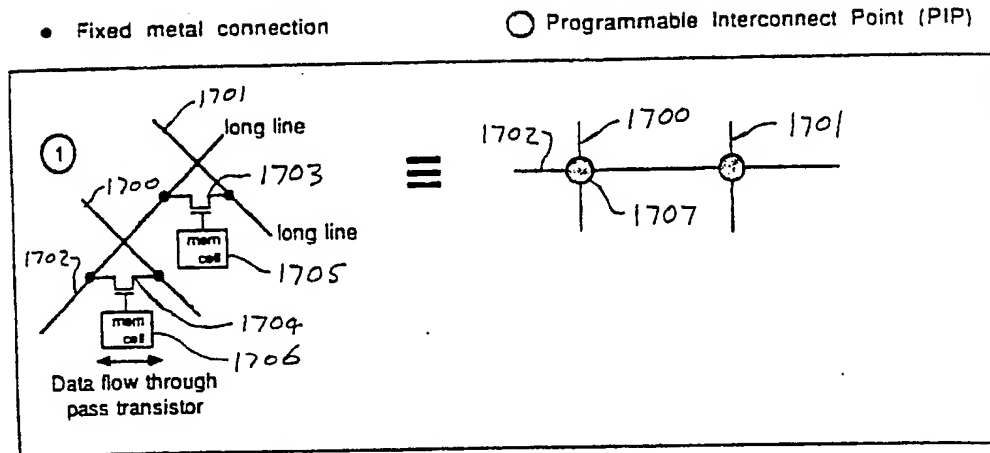 Fixed metal connection
Programmable Interconnect Point (PIP)
1
1701
long line
1703
1700
long line
mem
cell
1705
1702
1704
mem
cell
1706
Data flow through
pass transistor
≡
1702
1700
1701
1707